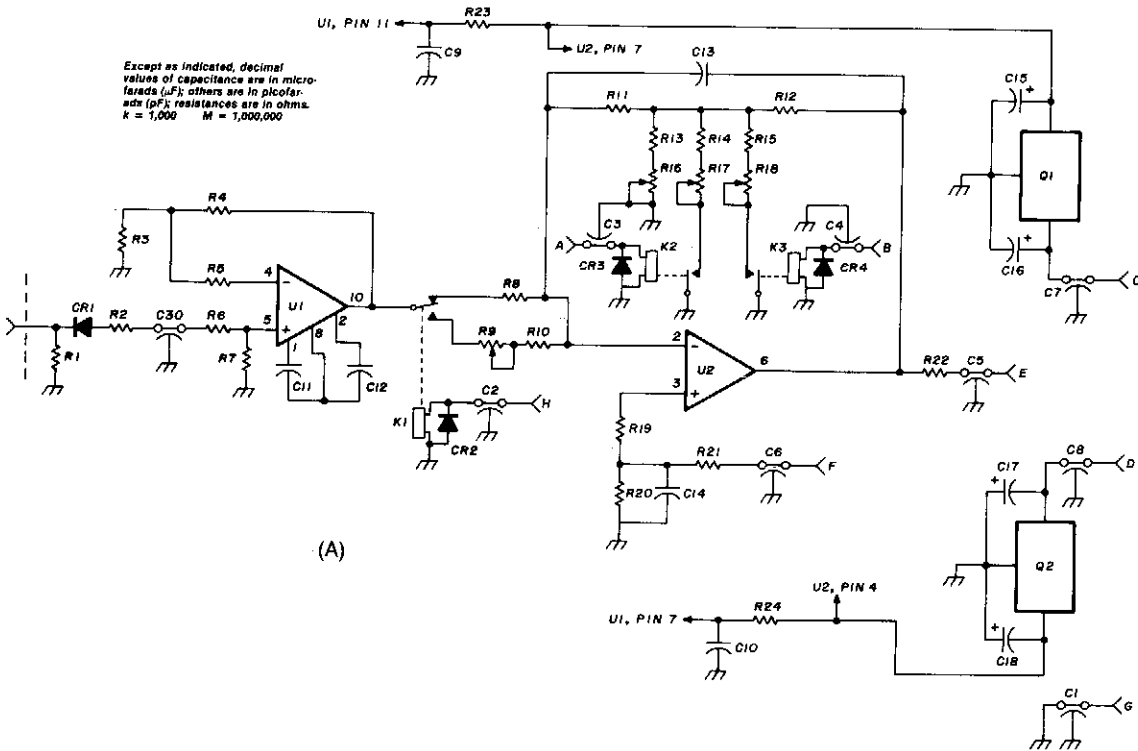 U1, PIN 11
R23
C9
U2, PIN 7
C13
Except as indicated, decimal
values of capacitance are in micro-
farads (µF); others are in picofar-
ads (pF); resistances are in ohms.
k = 1,000 M = 1,000,000
R11
R12
C15
+
R13
R14
R15
R16
R17
R18
Q1
R4
R3
C3
C4
A
K2
K3
B
CR3
CR4
+
C16
C7
C
R5
4
-
10
U1
CR1
R2
C30
R6
5
+
8
2
1
R7
C11
C12
R1
R8
R9
R10
2
-
6
U2
3
+
R22
C5
E
C2
H
K1
CR2
R19
R21
C6
F
R20
C14
C8
D
C17
+
(A)
Q2
U2, PIN 4
U1, PIN 7
R24
C10
+
C18
C1
G